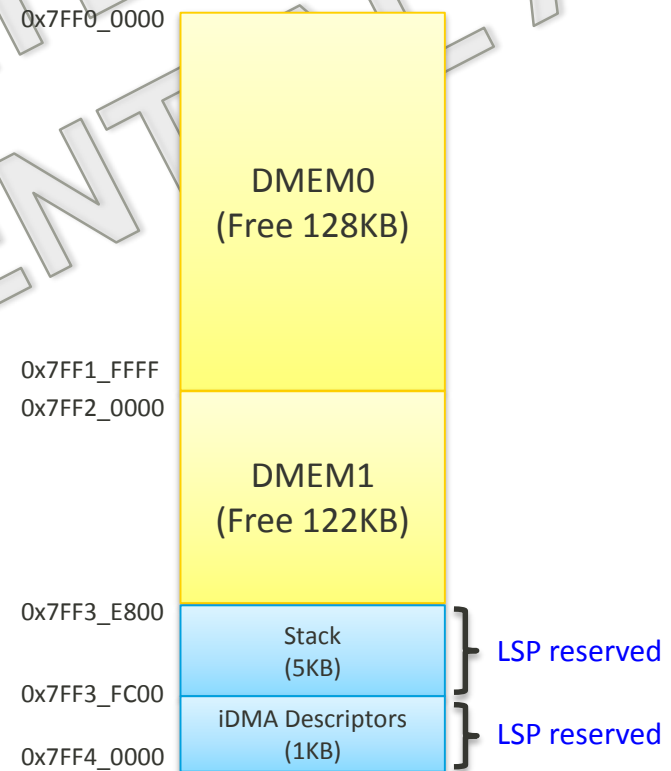 0x7FF0_0000
DMEM0
(Free 128KB)
0x7FF1_FFFF
0x7FF2_0000
DMEM1
(Free 122KB)
0x7FF3_E800
Stack
(5KB)
LSP reserved
0x7FF3_FC00
iDMA Descriptors
(1KB)
LSP reserved
0x7FF4_0000